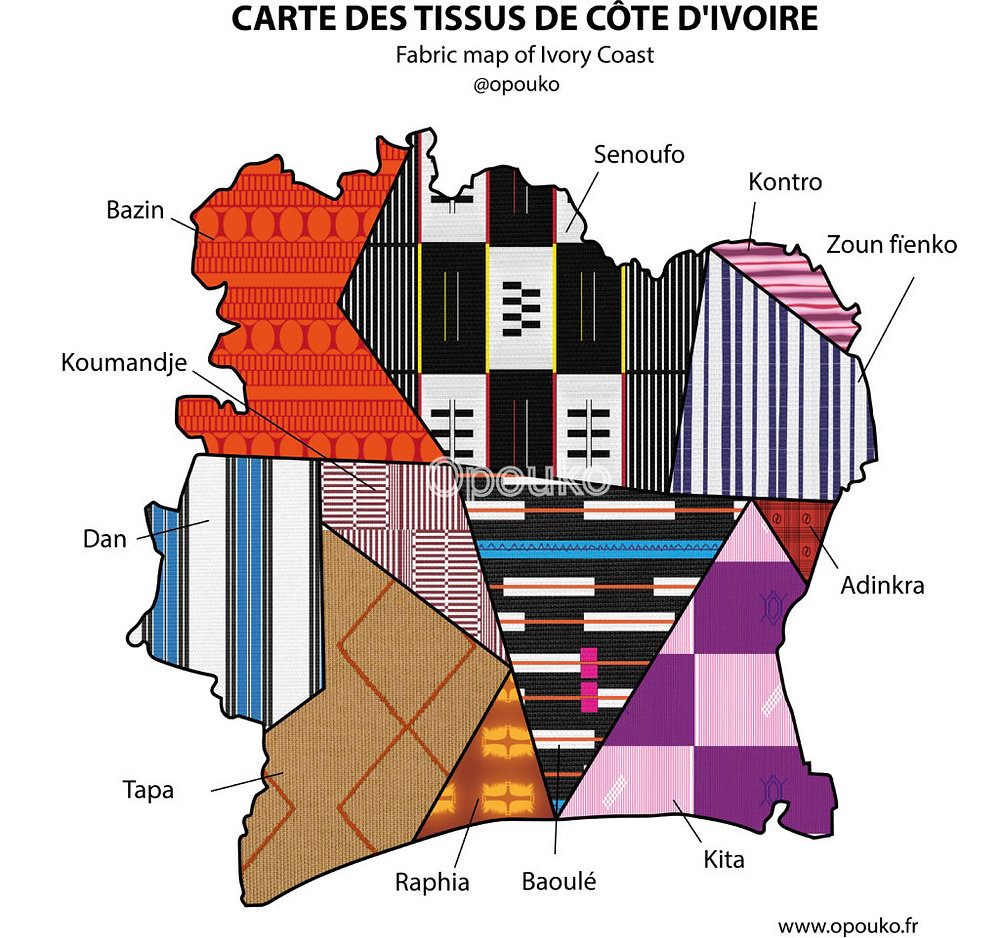 CARTE DES TISSUS DE CÔTE D'IVOIRE
Fabric map of Ivory Coast
@opouko
Senoufo
Kontro
Bazin
Zoun fienko
Koumandje
Opouko
Dan
Adinkra
Tapa
Kita
Raphia
Baoulé
www.opouko.fr